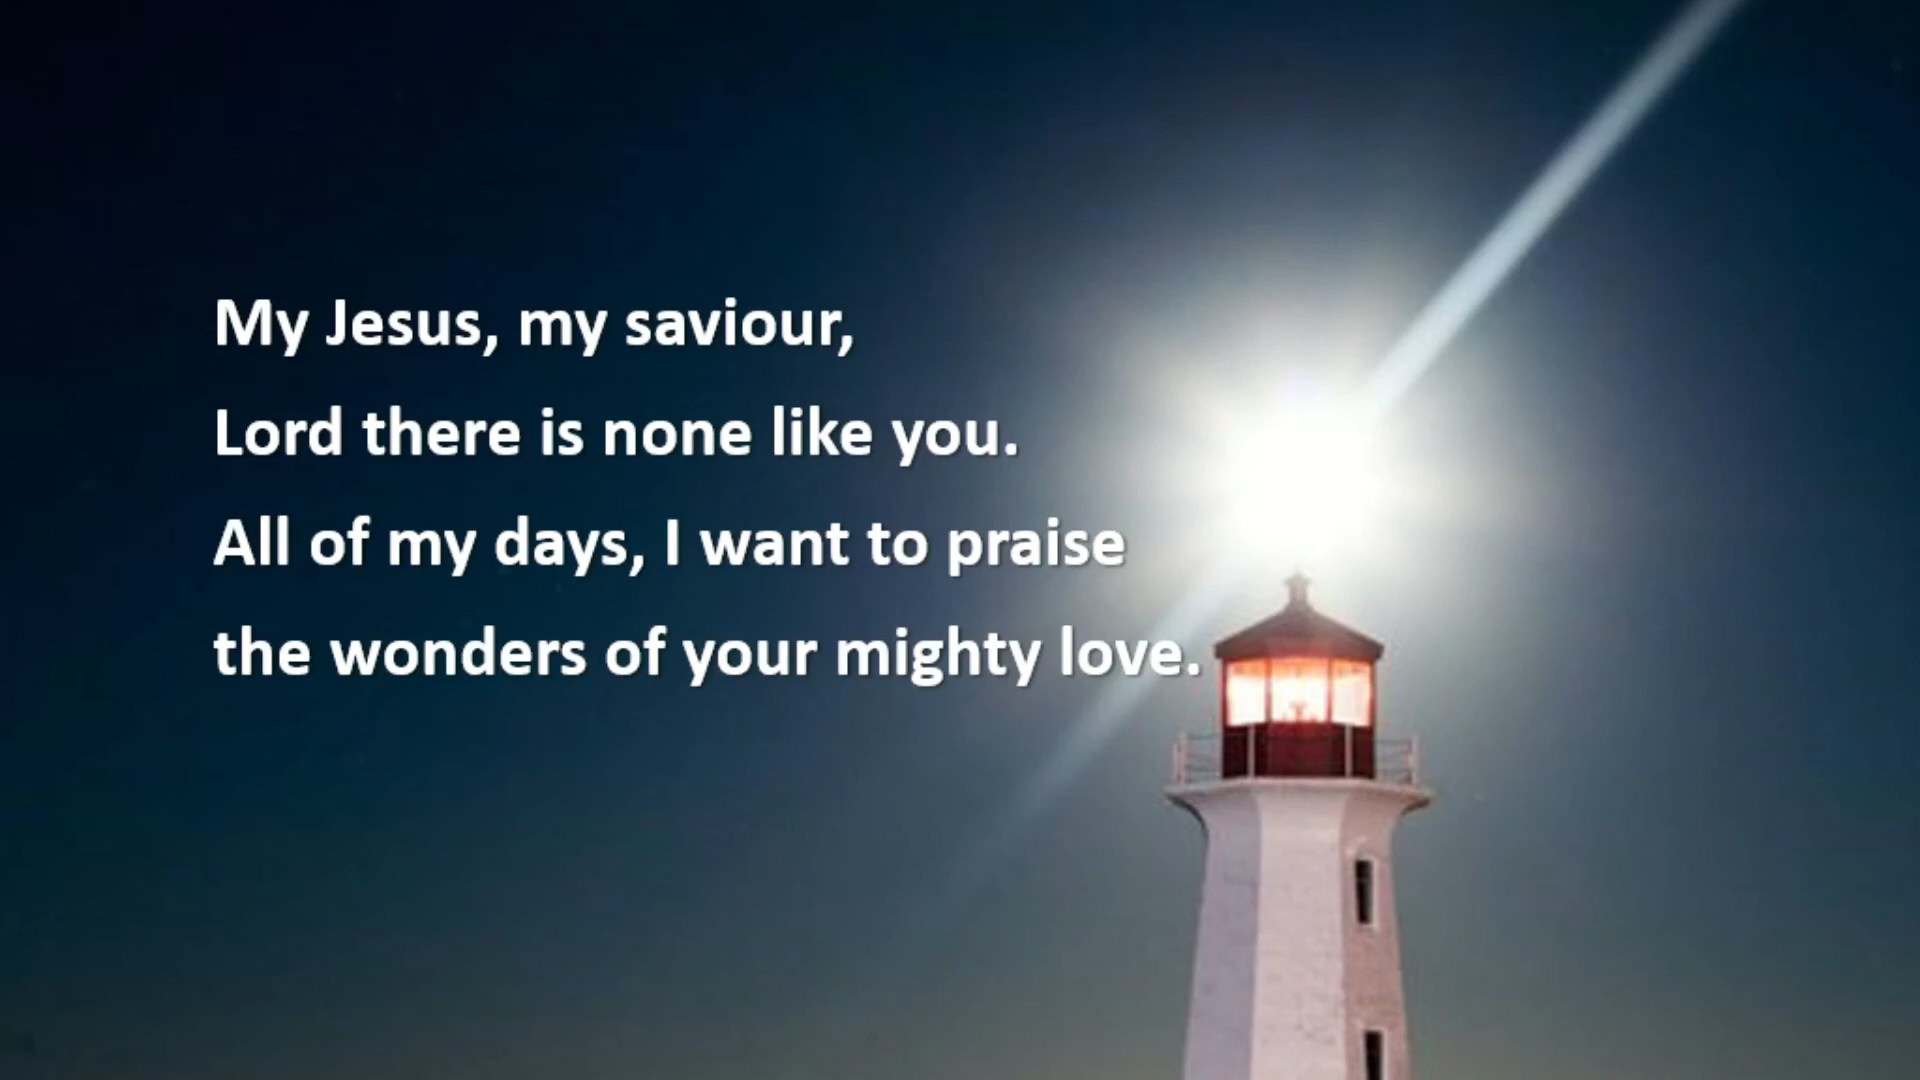 My Jesus, my saviour,
Lord there is none like you.
All of my days, I want to praise
the wonders of your mighty love.